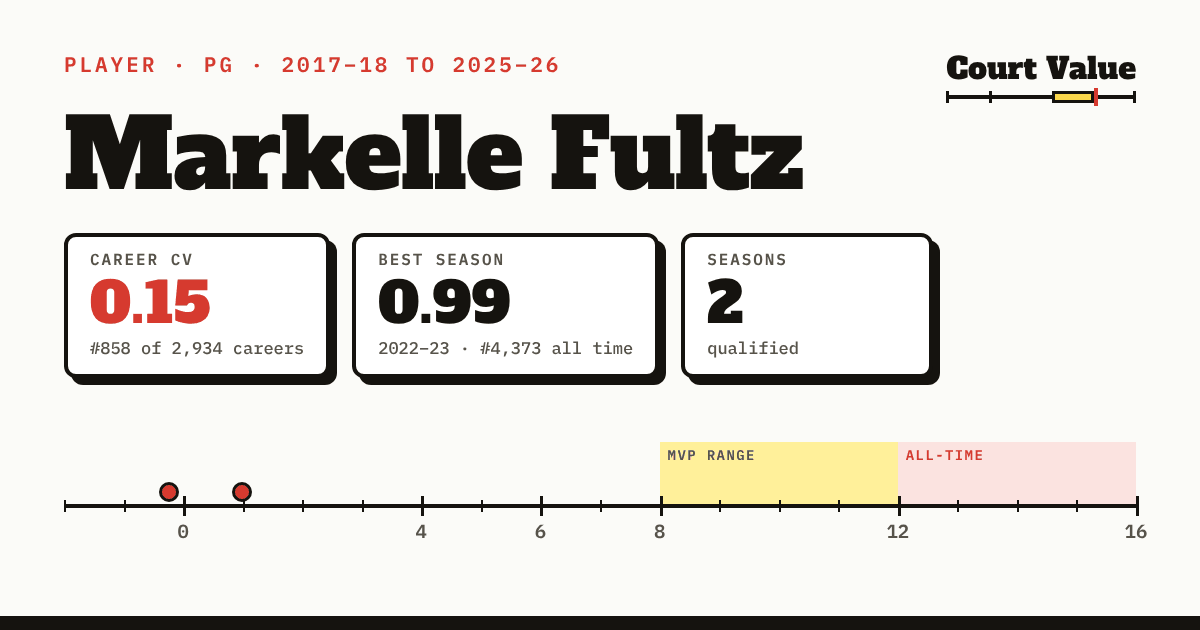 PLAYER · PG · 2017–18 TO 2025–26
Court Value
Markelle Fultz
CAREER CV
0.15
#858 of 2,934 careers
BEST SEASON
0.99
2022–23 · #4,373 all time
SEASONS
2
qualified
MVP RANGE
ALL-TIME
0 4 6 8 12 16